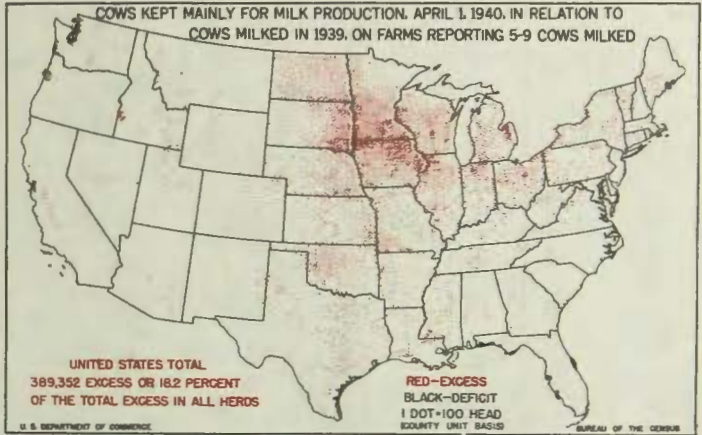 COWS KEPT MAINLY FOR MILK PRODUCTION, APRIL 1, 1940, IN RELATION TO
COWS MILKED IN 1939, ON FARMS REPORTING 5-9 COWS MILKED
UNITED STATES TOTAL
389,352 EXCESS OR 18.2 PERCENT
OF THE TOTAL EXCESS IN ALL HERDS
RED-EXCESS
BLACK-DEFICIT
1 DOT=100 HEAD
(COUNTY UNIT BASIS)
U. S. DEPARTMENT OF COMMERCE
BUREAU OF THE CENSUS